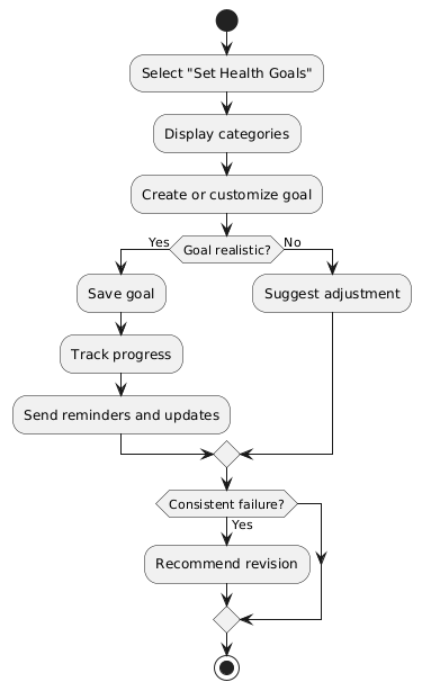 Select "Set Health Goals"
Display categories
Create or customize goal
Yes
Goal realistic?
No
Save goal
Suggest adjustment
Track progress
Send reminders and updates
Consistent failure?
Yes
Recommend revision